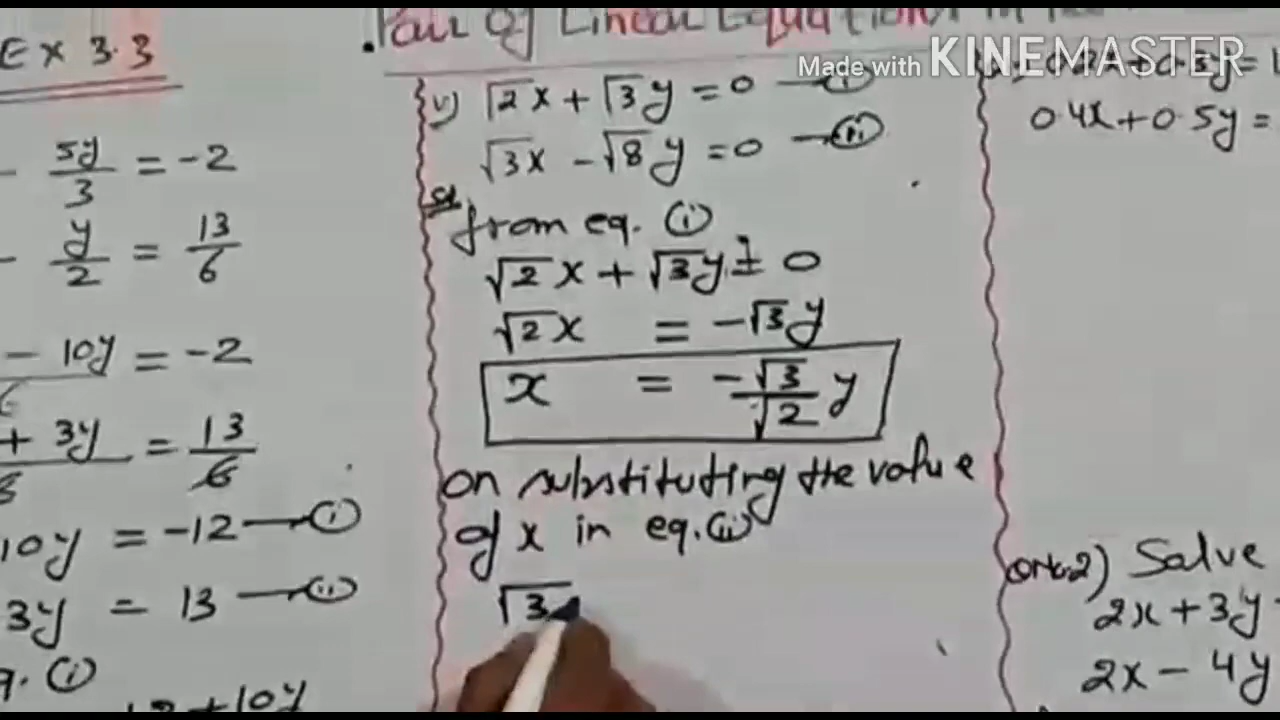 Pair Of Linear Equations in
Made with KINEMASTER
Ex 3.3
- 5y/3 = -2
- y/2 = 13/6
- 10y = -2
+ 3y = 13/6
10y = -12 (i)
3y = 13 (ii)
(i)
+10y
v) √2x + √3y = 0 (i)
√3x - √8y = 0 (ii)
Sol.
from eq. (i)
√2x + √3y = 0
√2x = -√3y
x = -√3/√2 y
on substituting the value
of x in eq. (ii)
√3
0.4x + 0.5y =
2) Solve
2x + 3y
2x - 4y